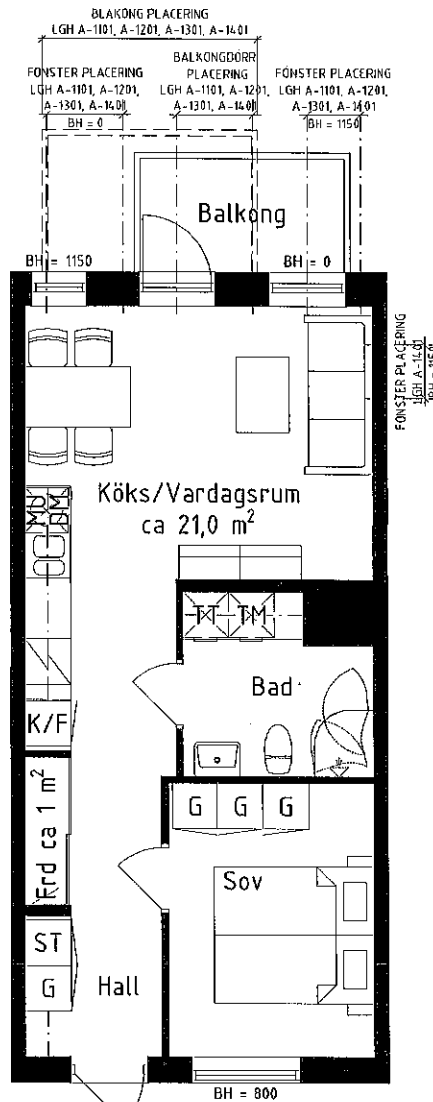 BLAKONG PLACERING
LGH A-1101, A-1201,
A-1301, A-1401
FÖNSTER PLACERING
LGH A-1101, A-1201,
A-1301, A-1401
BH = 0
BALKONGDÖRR
PLACERING
LGH A-1101, A-1201,
A-1301, A-1401
FÖNSTER PLACERING
LGH A-1101, A-1201,
A-1301, A-1401
BH = 1150
Balkong
BH = 1150
BH = 0
FÖNSTER PLACERING
LGH A-1401
Köks/Vardagsrum
ca 21,0 m²
MU
DM
TT
TM
Bad
K/F
Frd ca 1 m²
G
G
G
Sov
ST
G
Hall
BH = 800